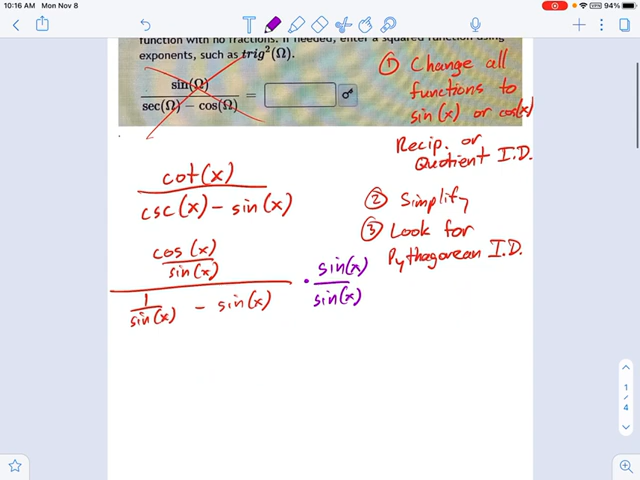 10:16 AM Mon Nov 8
94%
function with no fractions. If needed, enter a squared function using
exponents, such as trig²(Ω).
sin(Ω)
sec(Ω) − cos(Ω)
=
① Change all
functions to
sin(x) or cos(x)
Recip. or
Quotient I.D.
② Simplify
③ Look for
Pythagorean I.D.
cot(x)
csc(x) − sin(x)
cos(x)
sin(x)
1
sin(x)
− sin(x)
· sin(x)
sin(x)
1
4